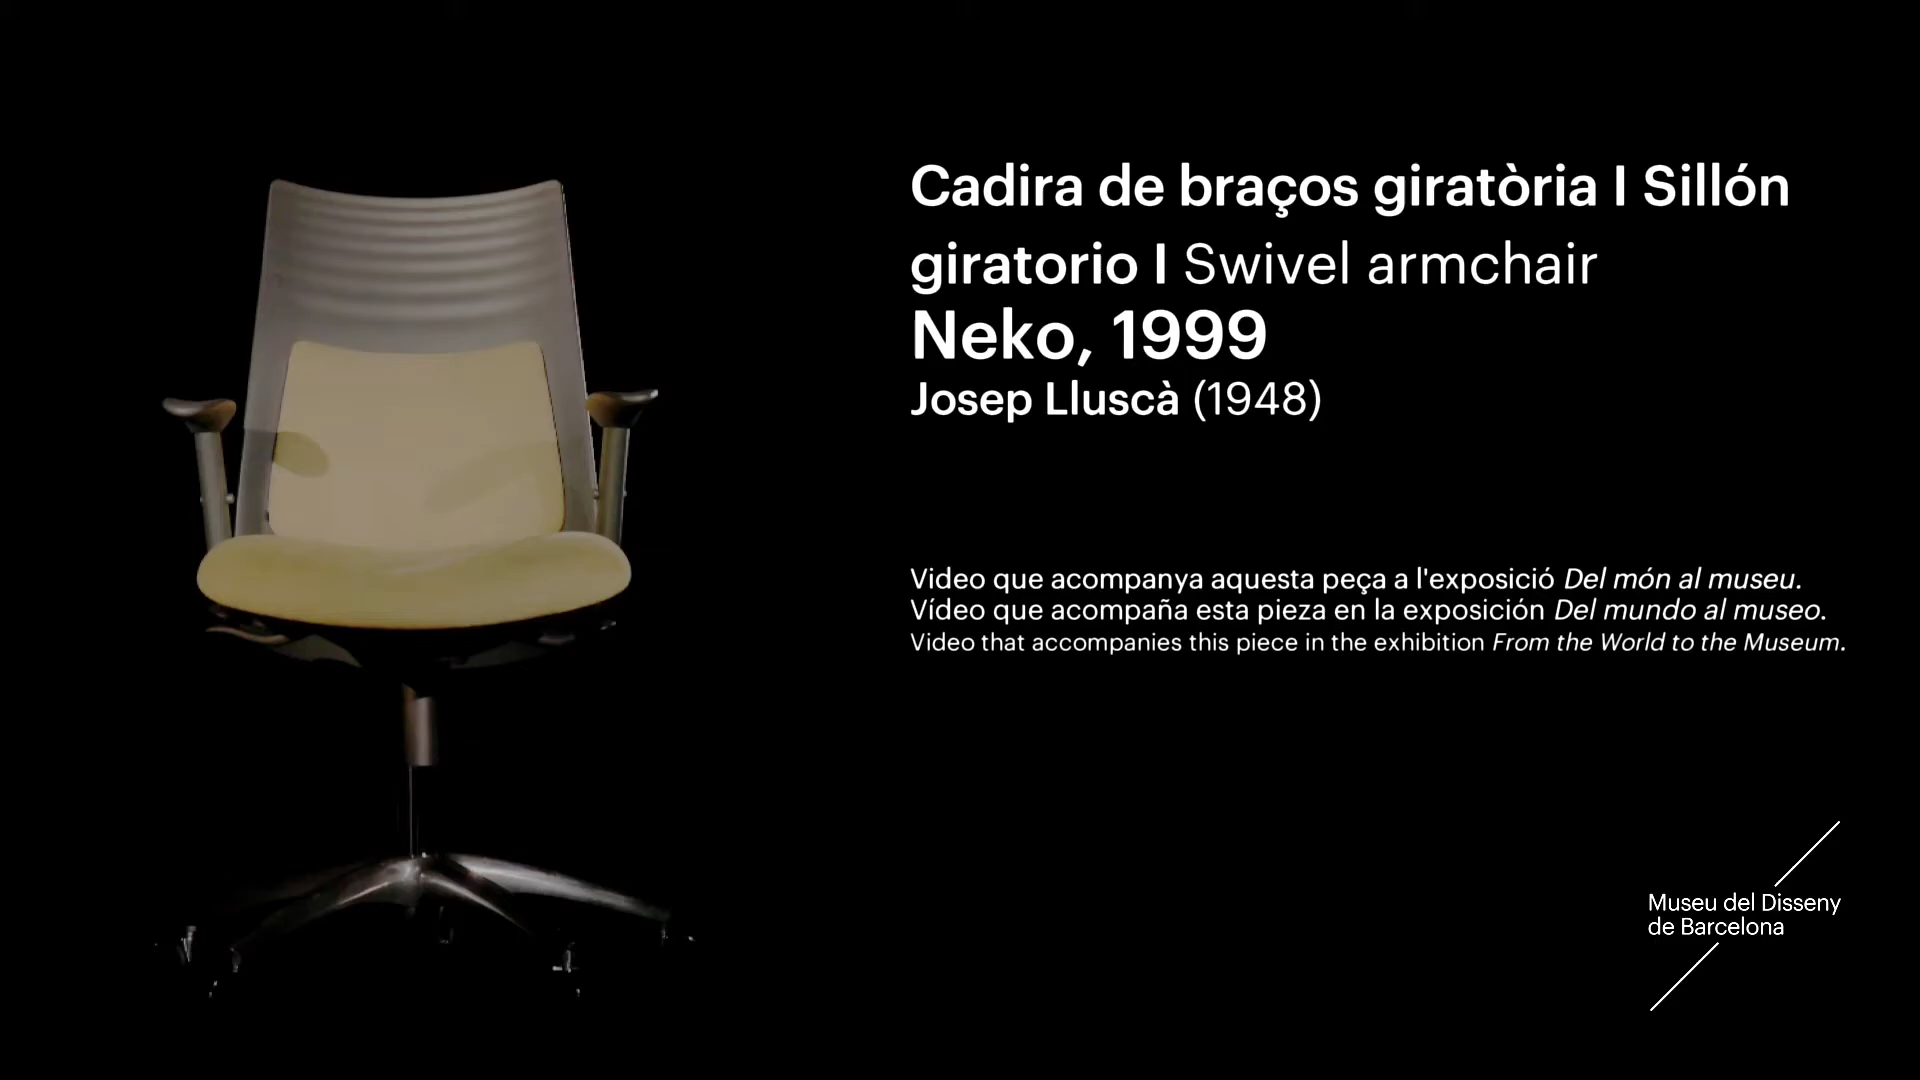 Cadira de braços giratòria I Sillón
giratorio I Swivel armchair
Neko, 1999
Josep Lluscà (1948)
Video que acompanya aquesta peça a l'exposició Del món al museu.
Vídeo que acompaña esta pieza en la exposición Del mundo al museo.
Video that accompanies this piece in the exhibition From the World to the Museum.
Museu del Disseny
de Barcelona